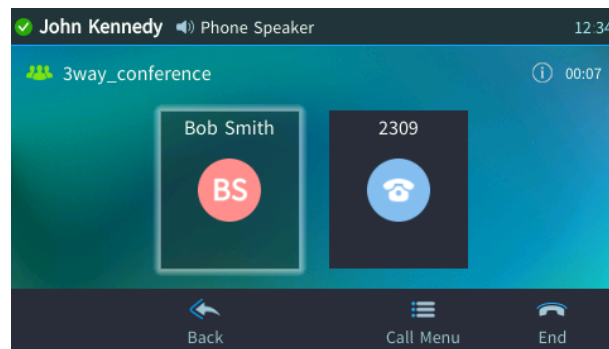 John Kennedy Phone Speaker 12:34
3way_conference 00:07
Bob Smith 2309
BS
Back Call Menu End